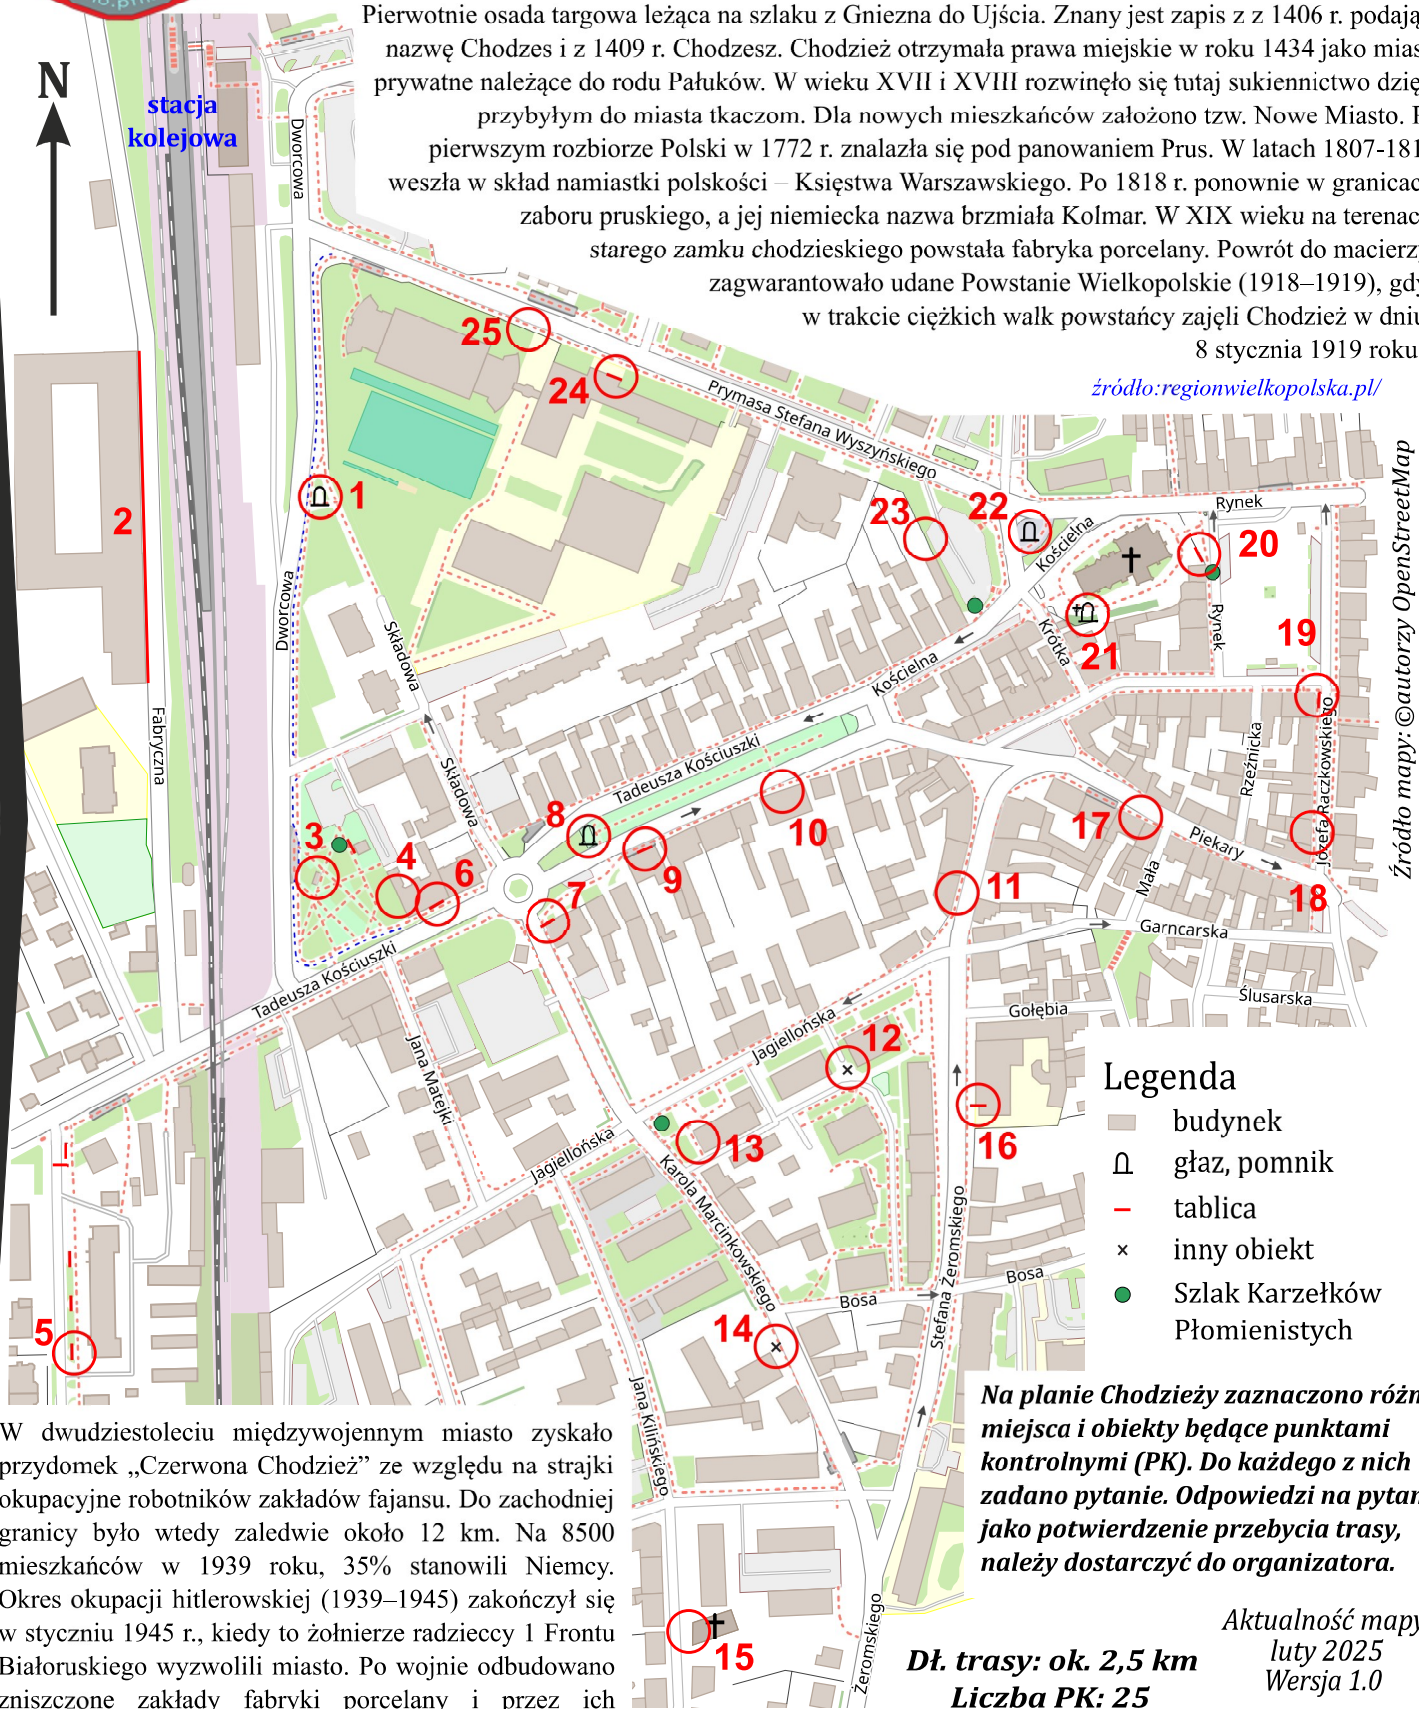 Pierwotnie osada targowa leżąca na szlaku z Gniezna do Ujścia. Znany jest zapis z z 1406 r. podają
nazwę Chodzes i z 1409 r. Chodzesz. Chodzież otrzymała prawa miejskie w roku 1434 jako mias
prywatne należące do rodu Pałuków. W wieku XVII i XVIII rozwinęło się tutaj sukiennictwo dzię
przybyłym do miasta tkaczom. Dla nowych mieszkańców założono tzw. Nowe Miasto.
pierwszym rozbiorze Polski w 1772 r. znalazła się pod panowaniem Prus. W latach 1807-181
weszła w skład namiastki polskości – Księstwa Warszawskiego. Po 1818 r. ponownie w granicac
zaboru pruskiego, a jej niemiecka nazwa brzmiała Kolmar. W XIX wieku na terenac
starego zamku chodzieskiego powstała fabryka porcelany. Powrót do macierzy
zagwarantowało udane Powstanie Wielkopolskie (1918–1919), gdy
w trakcie ciężkich walk powstańcy zajęli Chodzież w dniu
8 stycznia 1919 roku
źródło:regionwielkopolska.pl/
N
stacja
kolejowa
Dworcowa
25
24
Prymasa Stefana Wyszyńskiego
2
1
23
22
Rynek
Kościelna
20
Rynek
19
21
Krótka
Dworcowa
Składowa
Kościelna
Fabryczna
Składowa
Tadeusza Kościuszki
Rzeźnicka
Józefa Raczkowskiego
Źródło mapy: ©autorzy OpenStreetMap
3
4
6
8
7
9
10
11
17
Piekary
Mała
18
Garncarska
Ślusarska
Gołębia
Tadeusza Kościuszki
Jana Matejki
Jagiellońska
12
13
16
Jagiellońska
Karola Marcinkowskiego
Stefana Żeromskiego
Bosa
Bosa
5
14
Jana Kilińskiego
15
Żeromskiego
Legenda
budynek
głaz, pomnik
tablica
inny obiekt
Szlak Karzełków
Płomienistych
Na planie Chodzieży zaznaczono różn
miejsca i obiekty będące punktami
kontrolnymi (PK). Do każdego z nich
zadano pytanie. Odpowiedzi na pytan
jako potwierdzenie przebycia trasy,
należy dostarczyć do organizatora.
W dwudziestoleciu międzywojennym miasto zyskało
przydomek „Czerwona Chodzież” ze względu na strajki
okupacyjne robotników zakładów fajansu. Do zachodniej
granicy było wtedy zaledwie około 12 km. Na 8500
mieszkańców w 1939 roku, 35% stanowili Niemcy.
Okres okupacji hitlerowskiej (1939–1945) zakończył się
w styczniu 1945 r., kiedy to żołnierze radzieccy 1 Frontu
Białoruskiego wyzwolili miasto. Po wojnie odbudowano
zniszczone zakłady fabryki porcelany i przez ich
Dł. trasy: ok. 2,5 km
Liczba PK: 25
Aktualność mapy
luty 2025
Wersja 1.0